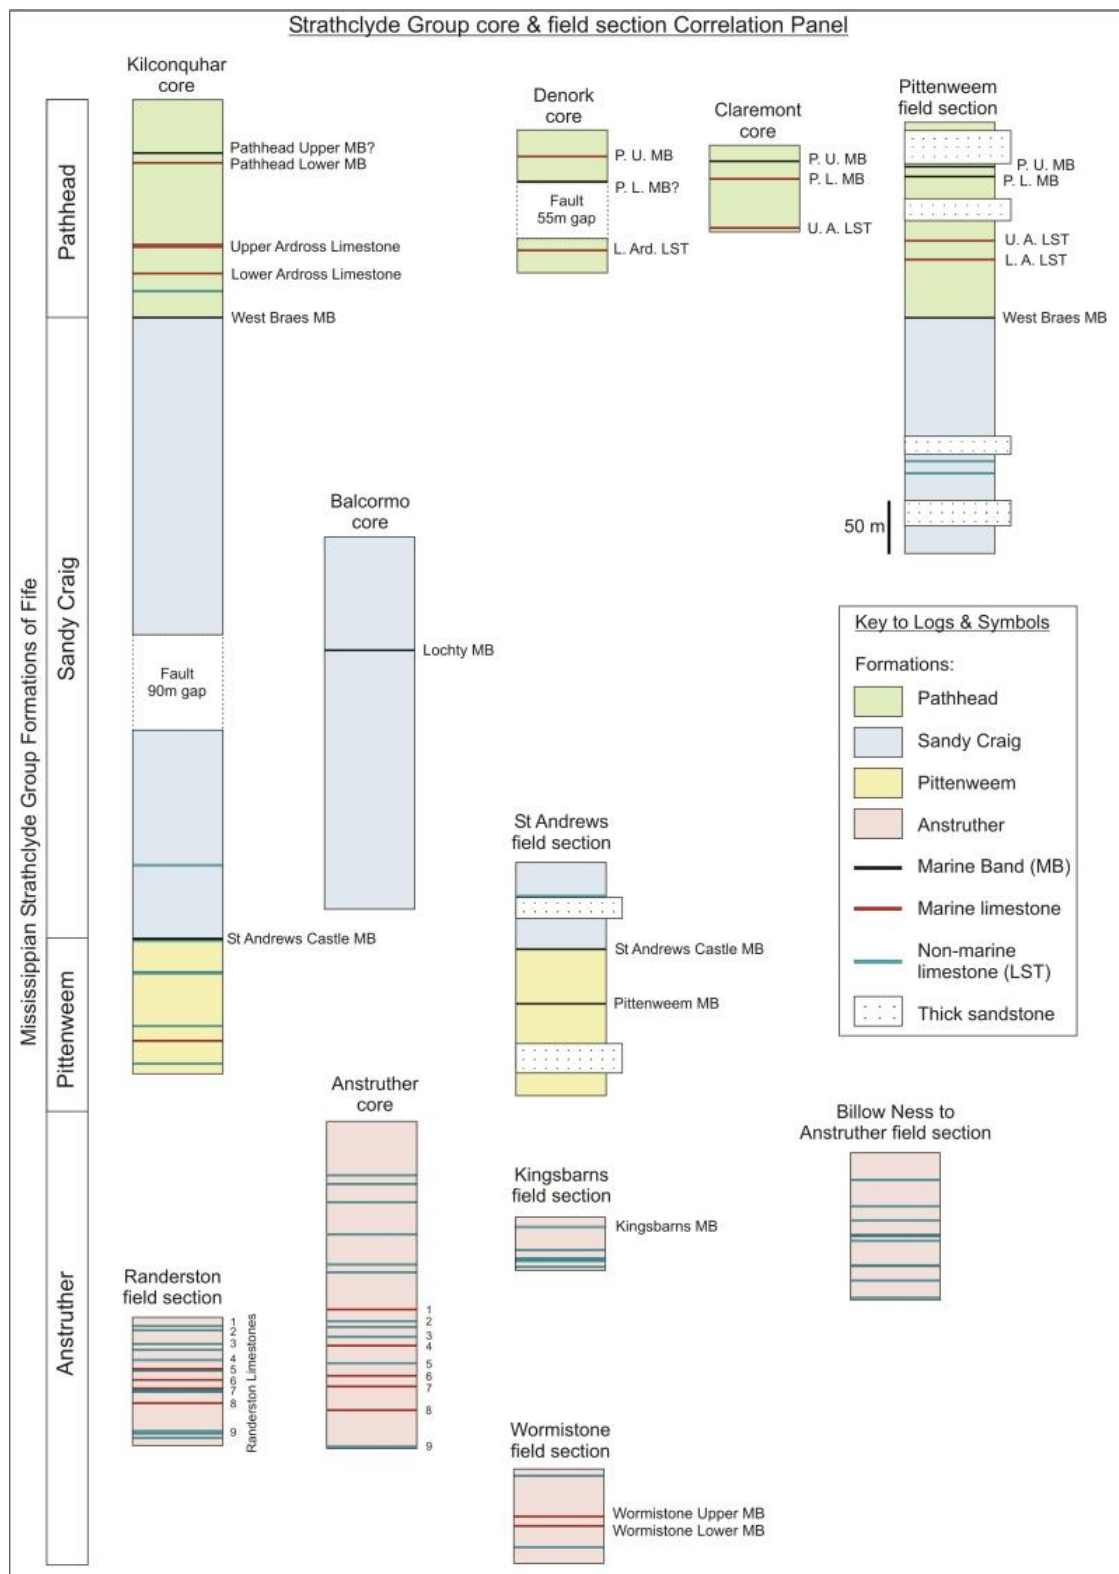 Strathclyde Group core & field section Correlation Panel
Mississippian Strathclyde Group Formations of Fife
Pathhead
Sandy Craig
Pittenweem
Anstruther
Kilconquhar
core
Pathhead Upper MB?
Pathhead Lower MB
Upper Ardross Limestone
Lower Ardross Limestone
West Braes MB
Fault
90m gap
St Andrews Castle MB
Denork
core
P. U. MB
P. L. MB?
Fault
55m gap
L. Ard. LST
Claremont
core
P. U. MB
P. L. MB
U. A. LST
Pittenweem
field section
P. U. MB
P. L. MB
U. A. LST
L. A. LST
West Braes MB
50 m
Balcormo
core
Lochty MB
St Andrews
field section
St Andrews Castle MB
Pittenweem MB
Key to Logs & Symbols
Formations:
Pathhead
Sandy Craig
Pittenweem
Anstruther
Marine Band (MB)
Marine limestone
Non-marine
limestone (LST)
Thick sandstone
Anstruther
core
1
2
3
4
5
6
7
8
9
Kingsbarns
field section
Kingsbarns MB
Billow Ness to
Anstruther field section
Randerston
field section
1
2
3
4
5
6
7
8
9
Randerston Limestones
Wormistone
field section
Wormistone Upper MB
Wormistone Lower MB